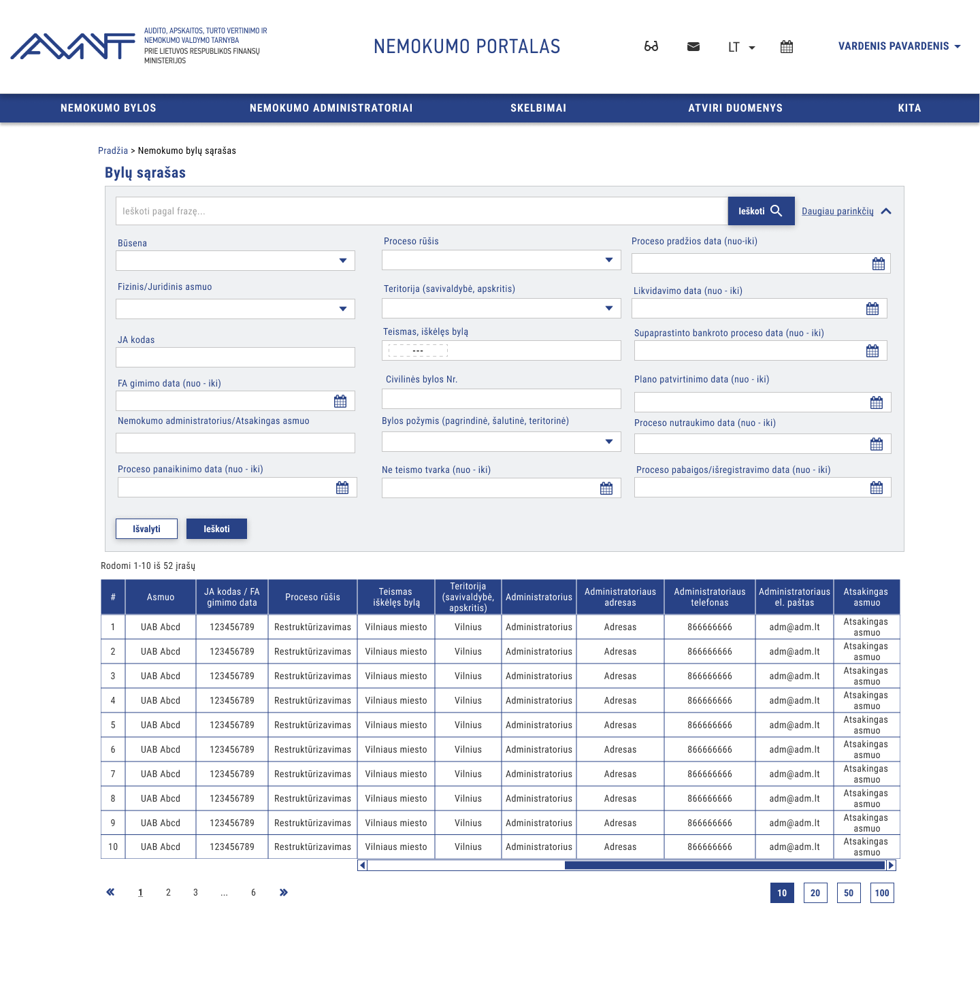 AUDITO, APSKAITOS, TURTO VERTINIMO IR
NEMOKUMO VALDYMO TARNYBA
PRIE LIETUVOS RESPUBLIKOS FINANSŲ
MINISTERIJOS
NEMOKUMO PORTALAS
LT
VARDENIS PAVARDENIS
NEMOKUMO BYLOS NEMOKUMO ADMINISTRATORIAI SKELBIMAI ATVIRI DUOMENYS KITA
Pradžia > Nemokumo bylų sąrašas
Bylų sąrašas
Ieškoti pagal frazę... Ieškoti Daugiau parinkčių
Būsena Proceso rūšis Proceso pradžios data (nuo-iki)
Fizinis/Juridinis asmuo Teritorija (savivaldybė, apskritis) Likvidavimo data (nuo - iki)
JA kodas Teismas, iškėlęs bylą Supaprastinto bankroto proceso data (nuo - iki)
---
FA gimimo data (nuo - iki) Civilinės bylos Nr. Plano patvirtinimo data (nuo - iki)
Nemokumo administratorius/Atsakingas asmuo Bylos požymis (pagrindinė, šalutinė, teritorinė) Proceso nutraukimo data (nuo - iki)
Proceso panaikinimo data (nuo - iki) Ne teismo tvarka (nuo - iki) Proceso pabaigos/išregistravimo data (nuo - iki)
Išvalyti Ieškoti
Rodomi 1-10 iš 52 įrašų
# Asmuo JA kodas / FA gimimo data Proceso rūšis Teismas iškėlęs bylą Teritorija (savivaldybė, apskritis) Administratorius Administratoriaus adresas Administratoriaus telefonas Administratoriaus el. paštas Atsakingas asmuo
1 UAB Abcd 123456789 Restruktūrizavimas Vilniaus miesto Vilnius Administratorius Adresas 866666666 adm@adm.lt Atsakingas asmuo
2 UAB Abcd 123456789 Restruktūrizavimas Vilniaus miesto Vilnius Administratorius Adresas 866666666 adm@adm.lt Atsakingas asmuo
3 UAB Abcd 123456789 Restruktūrizavimas Vilniaus miesto Vilnius Administratorius Adresas 866666666 adm@adm.lt Atsakingas asmuo
4 UAB Abcd 123456789 Restruktūrizavimas Vilniaus miesto Vilnius Administratorius Adresas 866666666 adm@adm.lt Atsakingas asmuo
5 UAB Abcd 123456789 Restruktūrizavimas Vilniaus miesto Vilnius Administratorius Adresas 866666666 adm@adm.lt Atsakingas asmuo
6 UAB Abcd 123456789 Restruktūrizavimas Vilniaus miesto Vilnius Administratorius Adresas 866666666 adm@adm.lt Atsakingas asmuo
7 UAB Abcd 123456789 Restruktūrizavimas Vilniaus miesto Vilnius Administratorius Adresas 866666666 adm@adm.lt Atsakingas asmuo
8 UAB Abcd 123456789 Restruktūrizavimas Vilniaus miesto Vilnius Administratorius Adresas 866666666 adm@adm.lt Atsakingas asmuo
9 UAB Abcd 123456789 Restruktūrizavimas Vilniaus miesto Vilnius Administratorius Adresas 866666666 adm@adm.lt Atsakingas asmuo
10 UAB Abcd 123456789 Restruktūrizavimas Vilniaus miesto Vilnius Administratorius Adresas 866666666 adm@adm.lt Atsakingas asmuo
« 1 2 3 ... 6 » 10 20 50 100